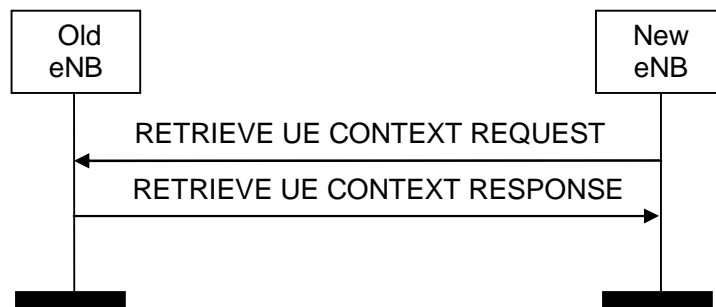 Old
eNB
New
eNB
RETRIEVE UE CONTEXT REQUEST
RETRIEVE UE CONTEXT RESPONSE